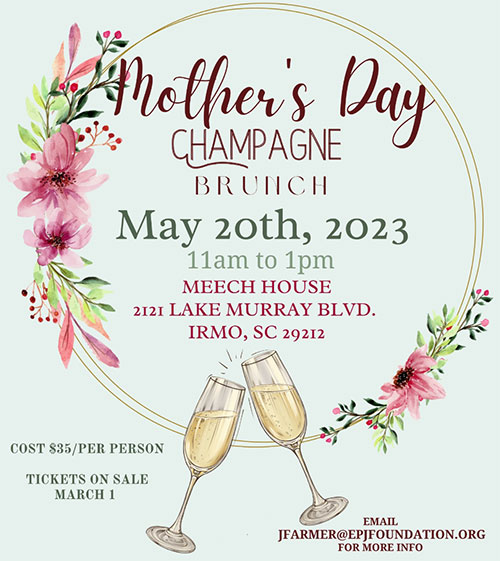 Mother's Day
CHAMPAGNE
BRUNCH
May 20th, 2023
11am to 1pm
MEECH HOUSE
2121 LAKE MURRAY BLVD.
IRMO, SC 29212
COST $35/PER PERSON
TICKETS ON SALE
MARCH 1
EMAIL
JFARMER@EPJFOUNDATION.ORG
FOR MORE INFO